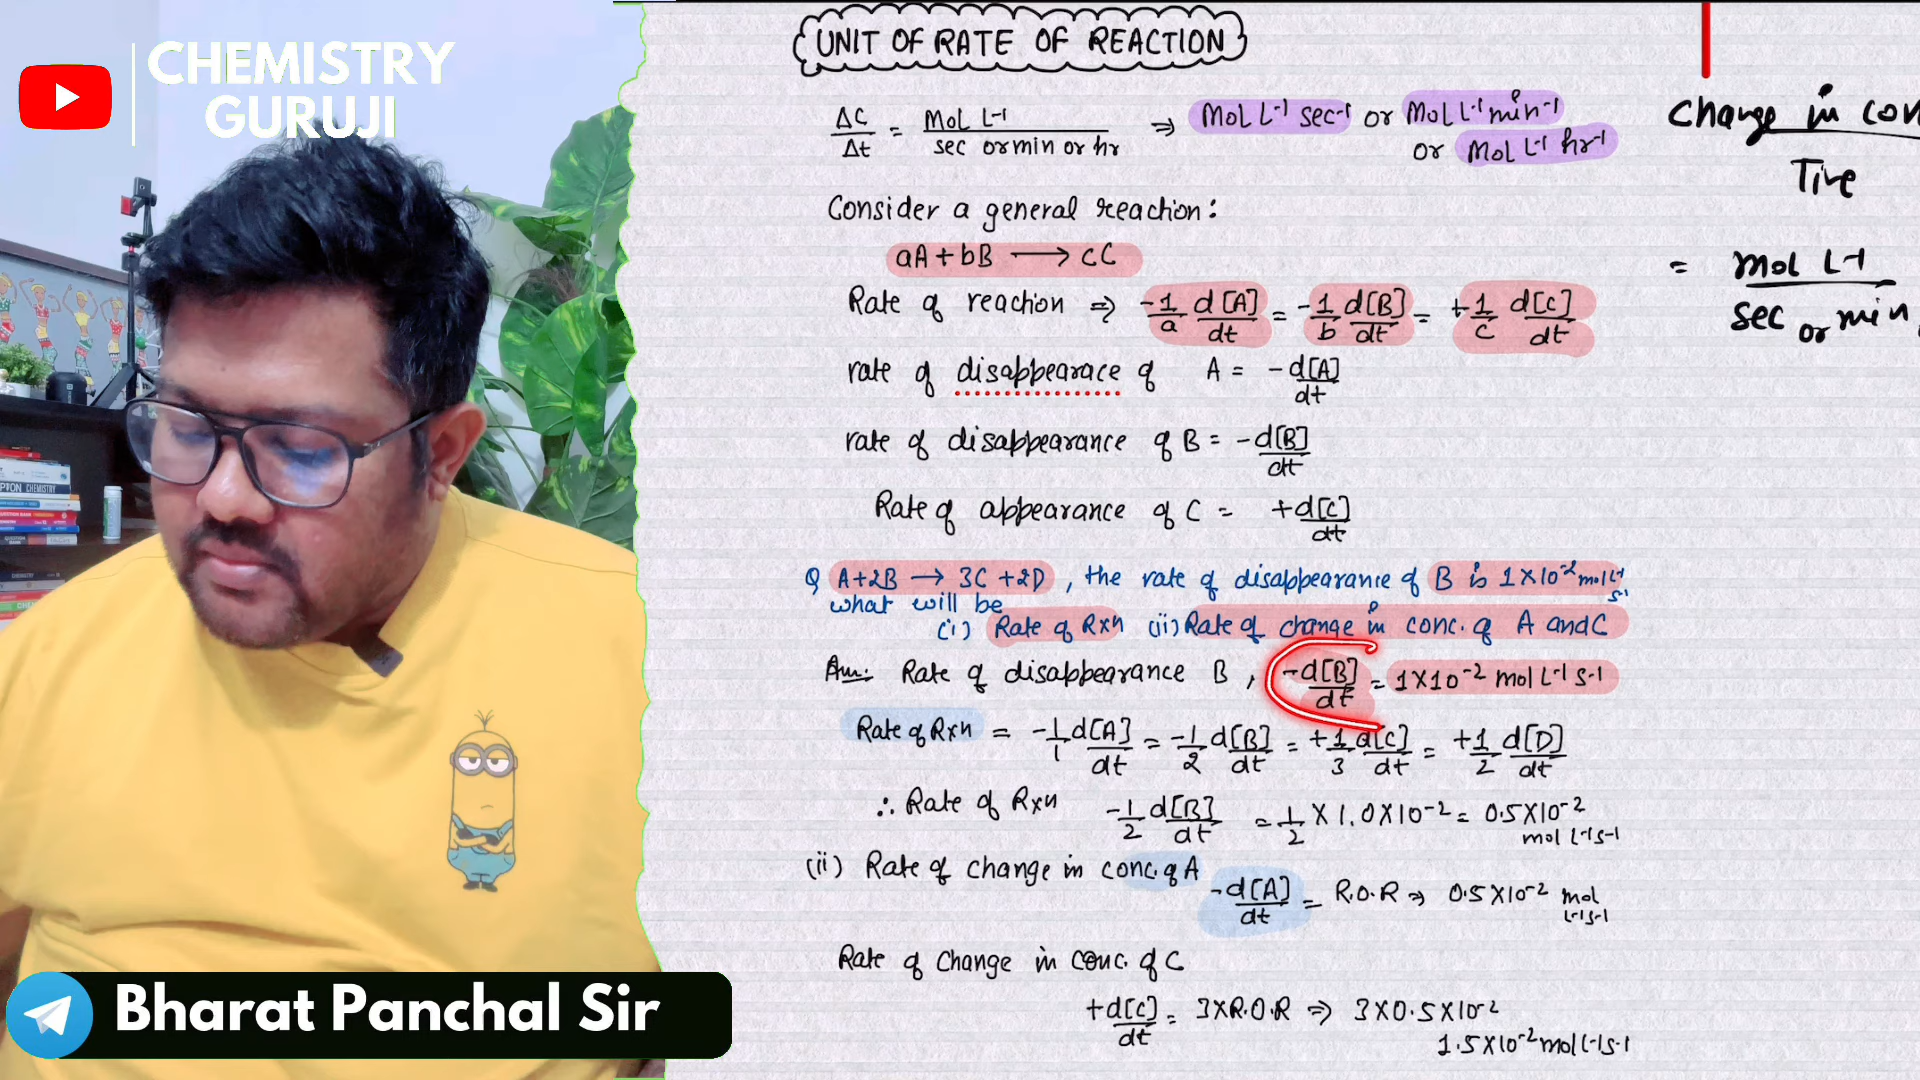 CHEMISTRY
GURUJI
UNIT OF RATE OF REACTION
ΔC/Δt = Mol L-1/sec or min or hr ⇒ Mol L-1 sec-1 or Mol L-1 min-1
or Mol L-1 hr-1
Consider a general reaction:
aA + bB ⟶ cC
Rate of reaction ⇒ -1/a d[A]/dt = -1/b d[B]/dt = +1/c d[C]/dt
rate of disappearace of A = -d[A]/dt
rate of disappearance of B = -d[B]/dt
Rate of appearance of C = +d[C]/dt
Q A+2B → 3C +2D, the rate of disappearance of B is 1×10-2 mol L-1 s-1
what will be
(i) Rate of Rxn (ii) Rate of change in conc. of A and C
Ans: Rate of disappearance B, -d[B]/dt = 1×10-2 mol L-1 s-1
Rate of Rxn = -1/1 d[A]/dt = -1/2 d[B]/dt = +1/3 d[C]/dt = +1/2 d[D]/dt
∴ Rate of Rxn -1/2 d[B]/dt = 1/2 × 1.0×10-2 = 0.5×10-2
mol L-1 s-1
(ii) Rate of change in conc. of A
-d[A]/dt = R.O.R ⇒ 0.5×10-2 mol L-1 s-1
Rate of change in conc. of C
+d[C]/dt = 3×R.O.R ⇒ 3×0.5×10-2
1.5×10-2 mol L-1 s-1
Change in con
Time
= mol L-1/sec or min
CHEMISTRY
Bharat Panchal Sir